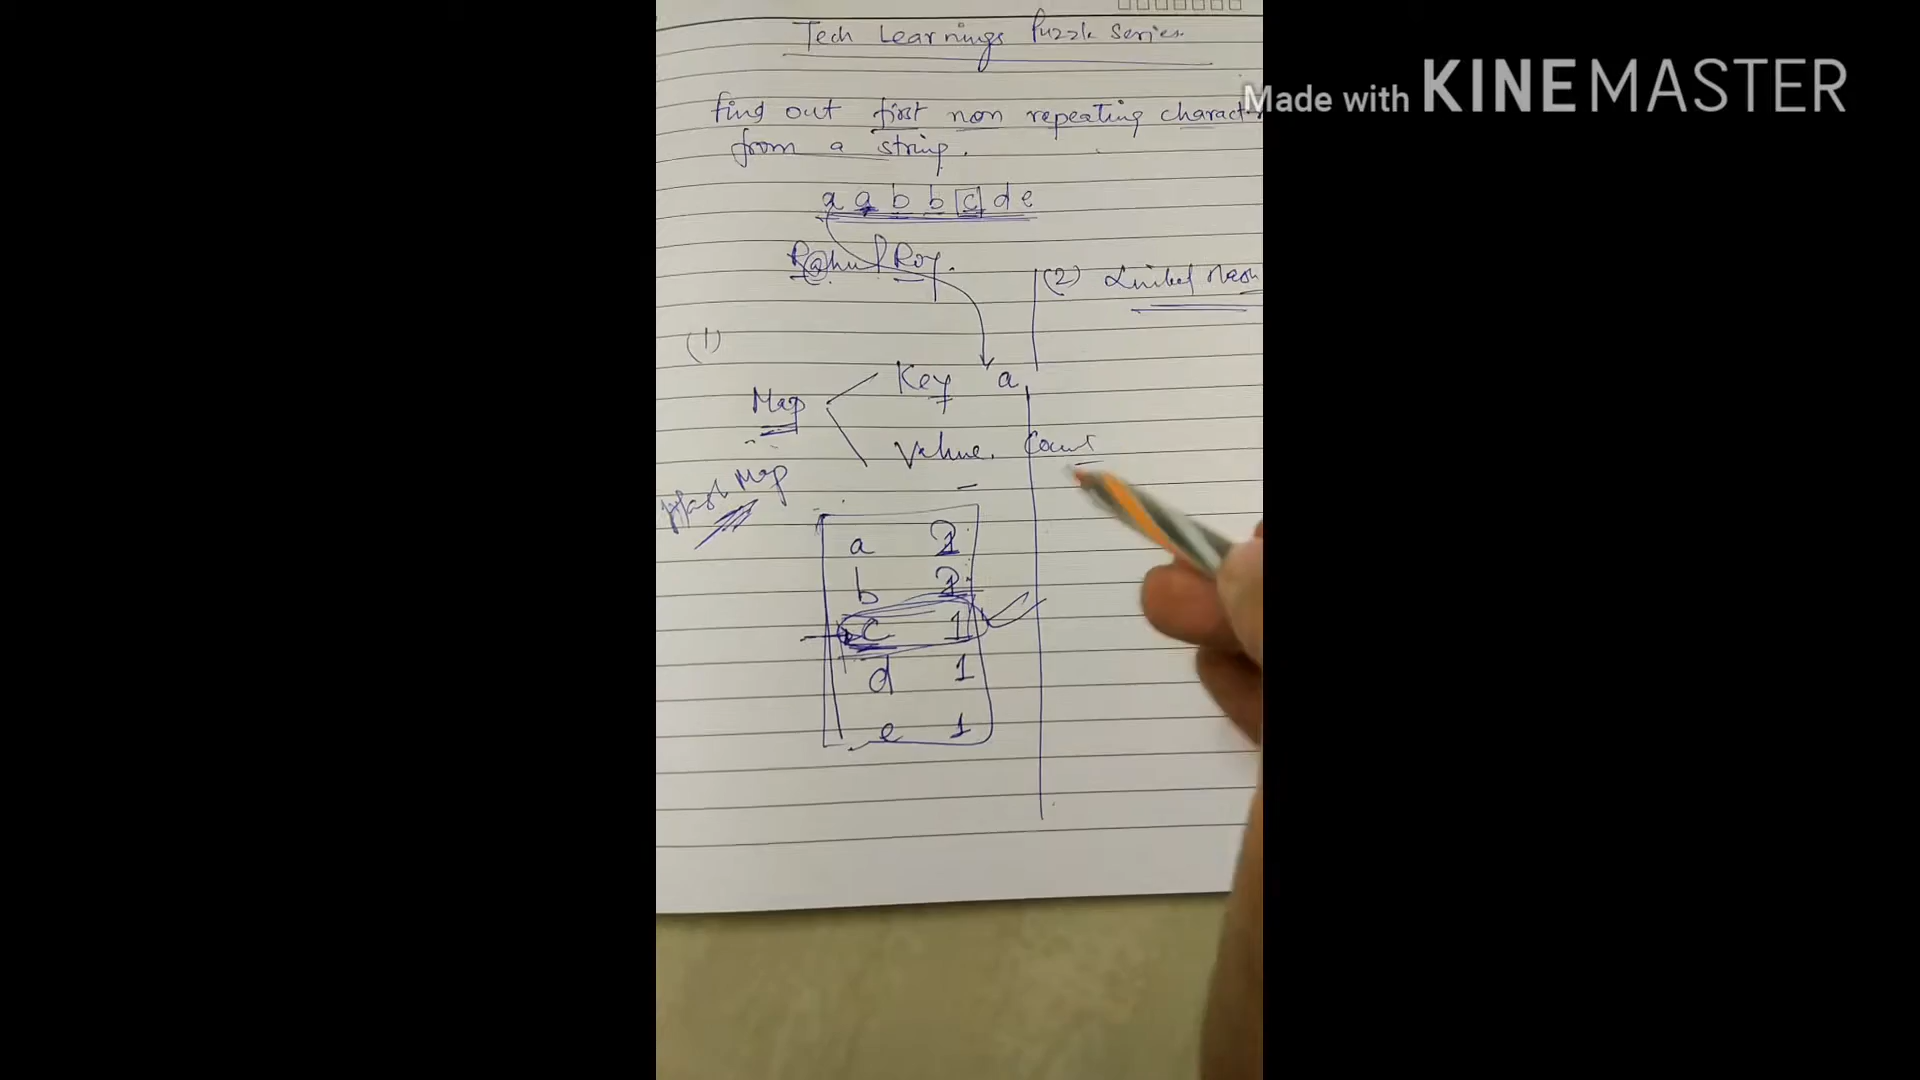 Tech Learnings Puzzle Series
Made with KINEMASTER
find out first non repeating charact
from a string.
a a b b c d e
Rahul Roy.
(2) Linked Hash
(1)
Key a
Map
Value. Count
Hash Map
a 2
b 2
c 1
d 1
e 1